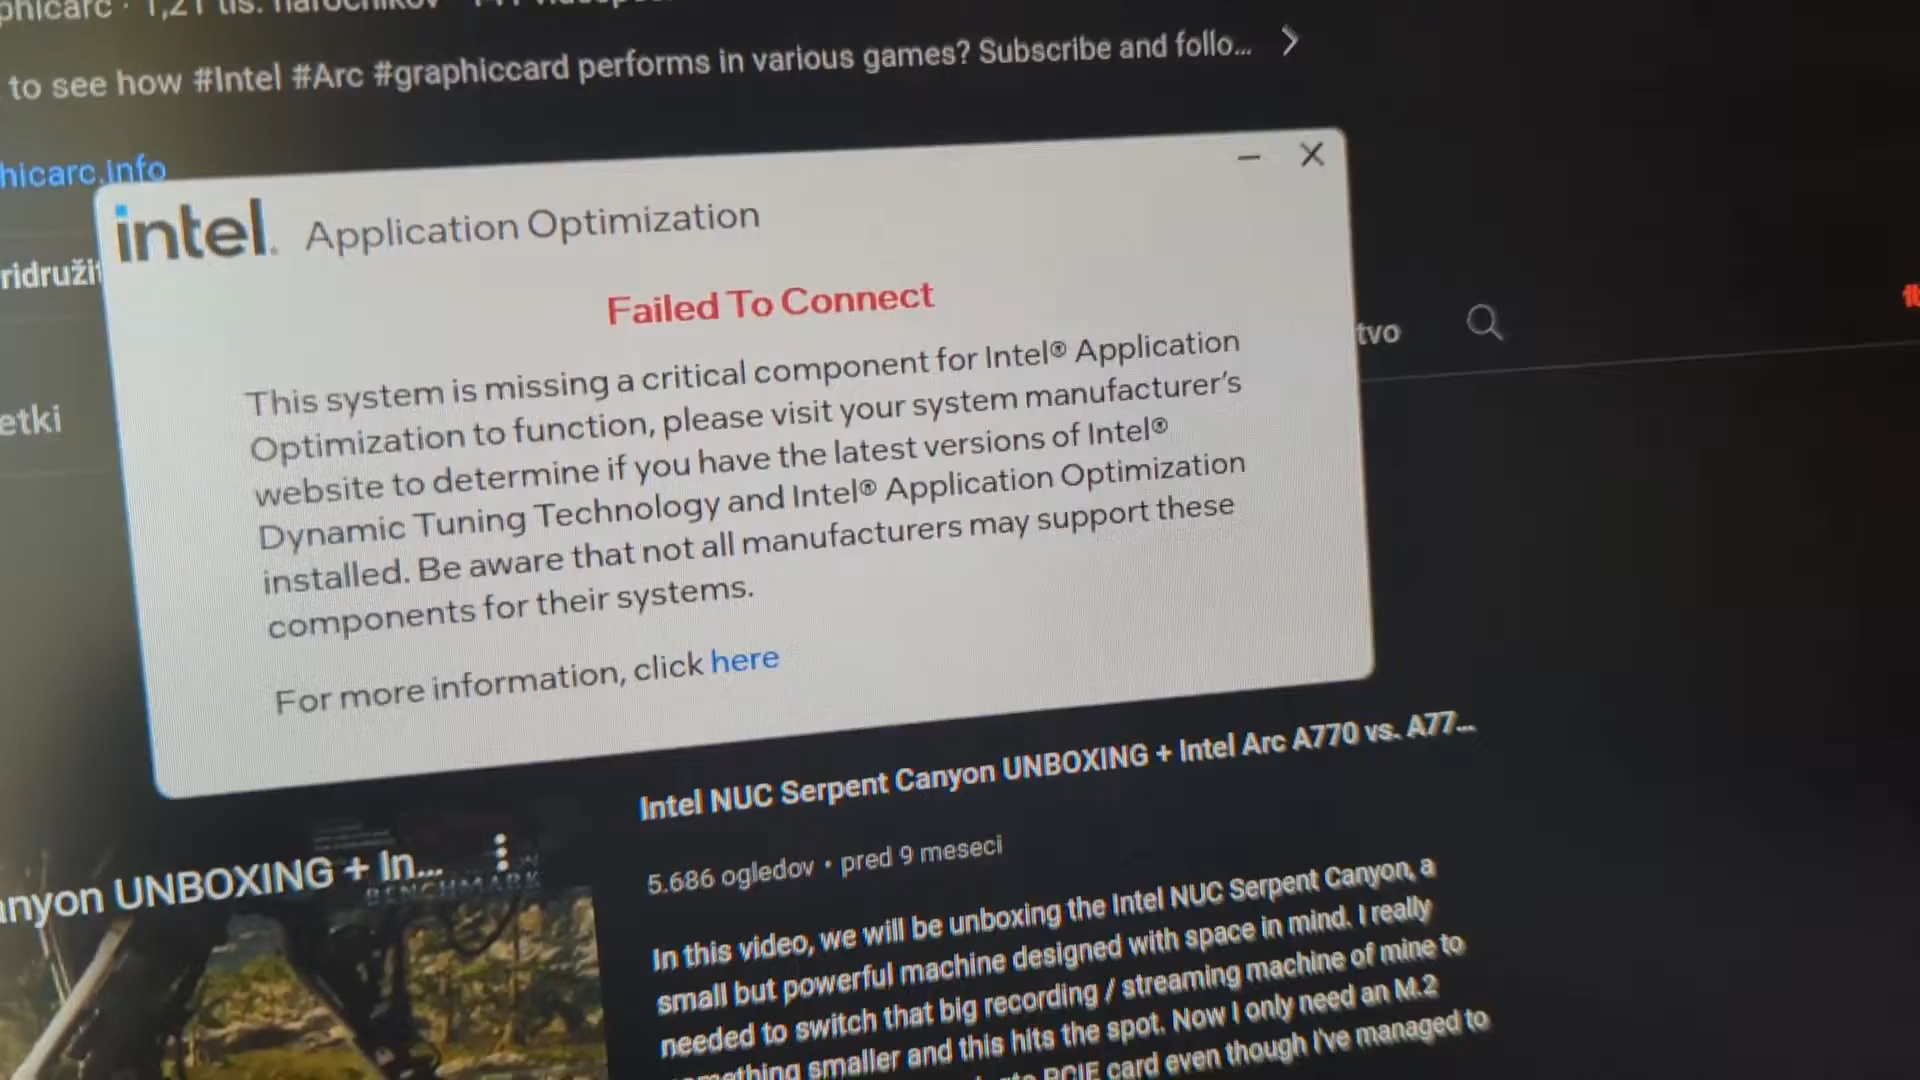 to see how #Intel #Arc #graphiccard performs in various games? Subscribe and follo...
hicarc.info
intel. Application Optimization
ridruži
Failed To Connect
tvo
This system is missing a critical component for Intel® Application
Optimization to function, please visit your system manufacturer's
website to determine if you have the latest versions of Intel®
Dynamic Tuning Technology and Intel® Application Optimization
installed. Be aware that not all manufacturers may support these
components for their systems.
etki
For more information, click here
Intel NUC Serpent Canyon UNBOXING + Intel Arc A770 vs. A77...
5.686 ogledov • pred 9 meseci
anyon UNBOXING + In...
BENCHMARK
In this video, we will be unboxing the Intel NUC Serpent Canyon, a
small but powerful machine designed with space in mind. I really
needed to switch that big recording / streaming machine of mine to
something smaller and this hits the spot. Now I only need an M.2
PCIE card even though I've managed to